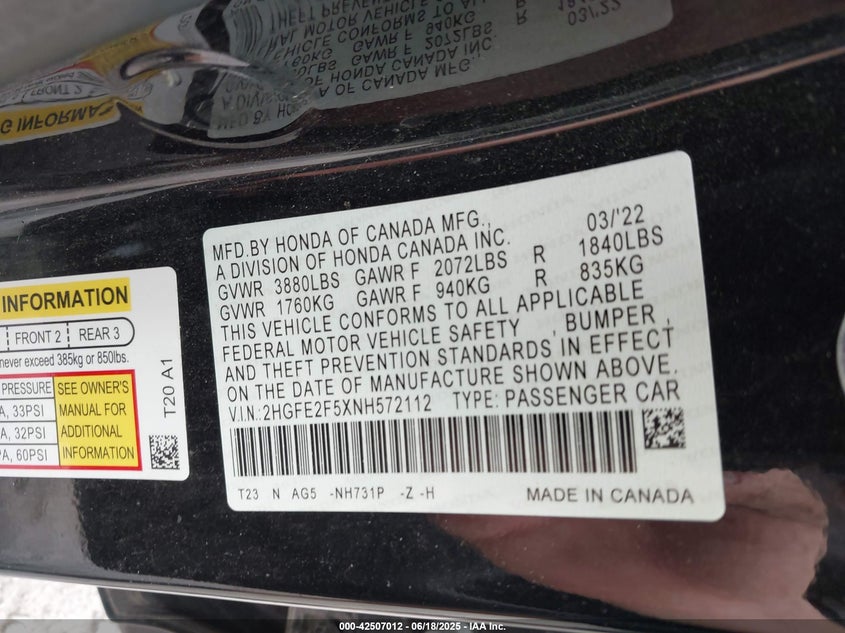 MFD.BY HONDA OF CANADA MFG., 03/'22
A DIVISION OF HONDA CANADA INC.
GVWR 3880LBS GAWR F 2072LBS R 1840LBS
GVWR 1760KG GAWR F 940KG R 835KG
THIS VEHICLE CONFORMS TO ALL APPLICABLE
FEDERAL MOTOR VEHICLE SAFETY , BUMPER ,
AND THEFT PREVENTION STANDARDS IN EFFECT
ON THE DATE OF MANUFACTURE SHOWN ABOVE.
V.I.N:2HGFE2F5XNH572112 TYPE: PASSENGER CAR
T23 N AG5 -NH731P -Z -H MADE IN CANADA
INFORMATION
FRONT 2 REAR 3
never exceed 385kg or 850lbs.
PRESSURE SEE OWNER'S
A, 33PSI MANUAL FOR
A, 32PSI ADDITIONAL
PA, 60PSI INFORMATION
T20 A1
000-42507012 - 06/18/2025 - IAA Inc.